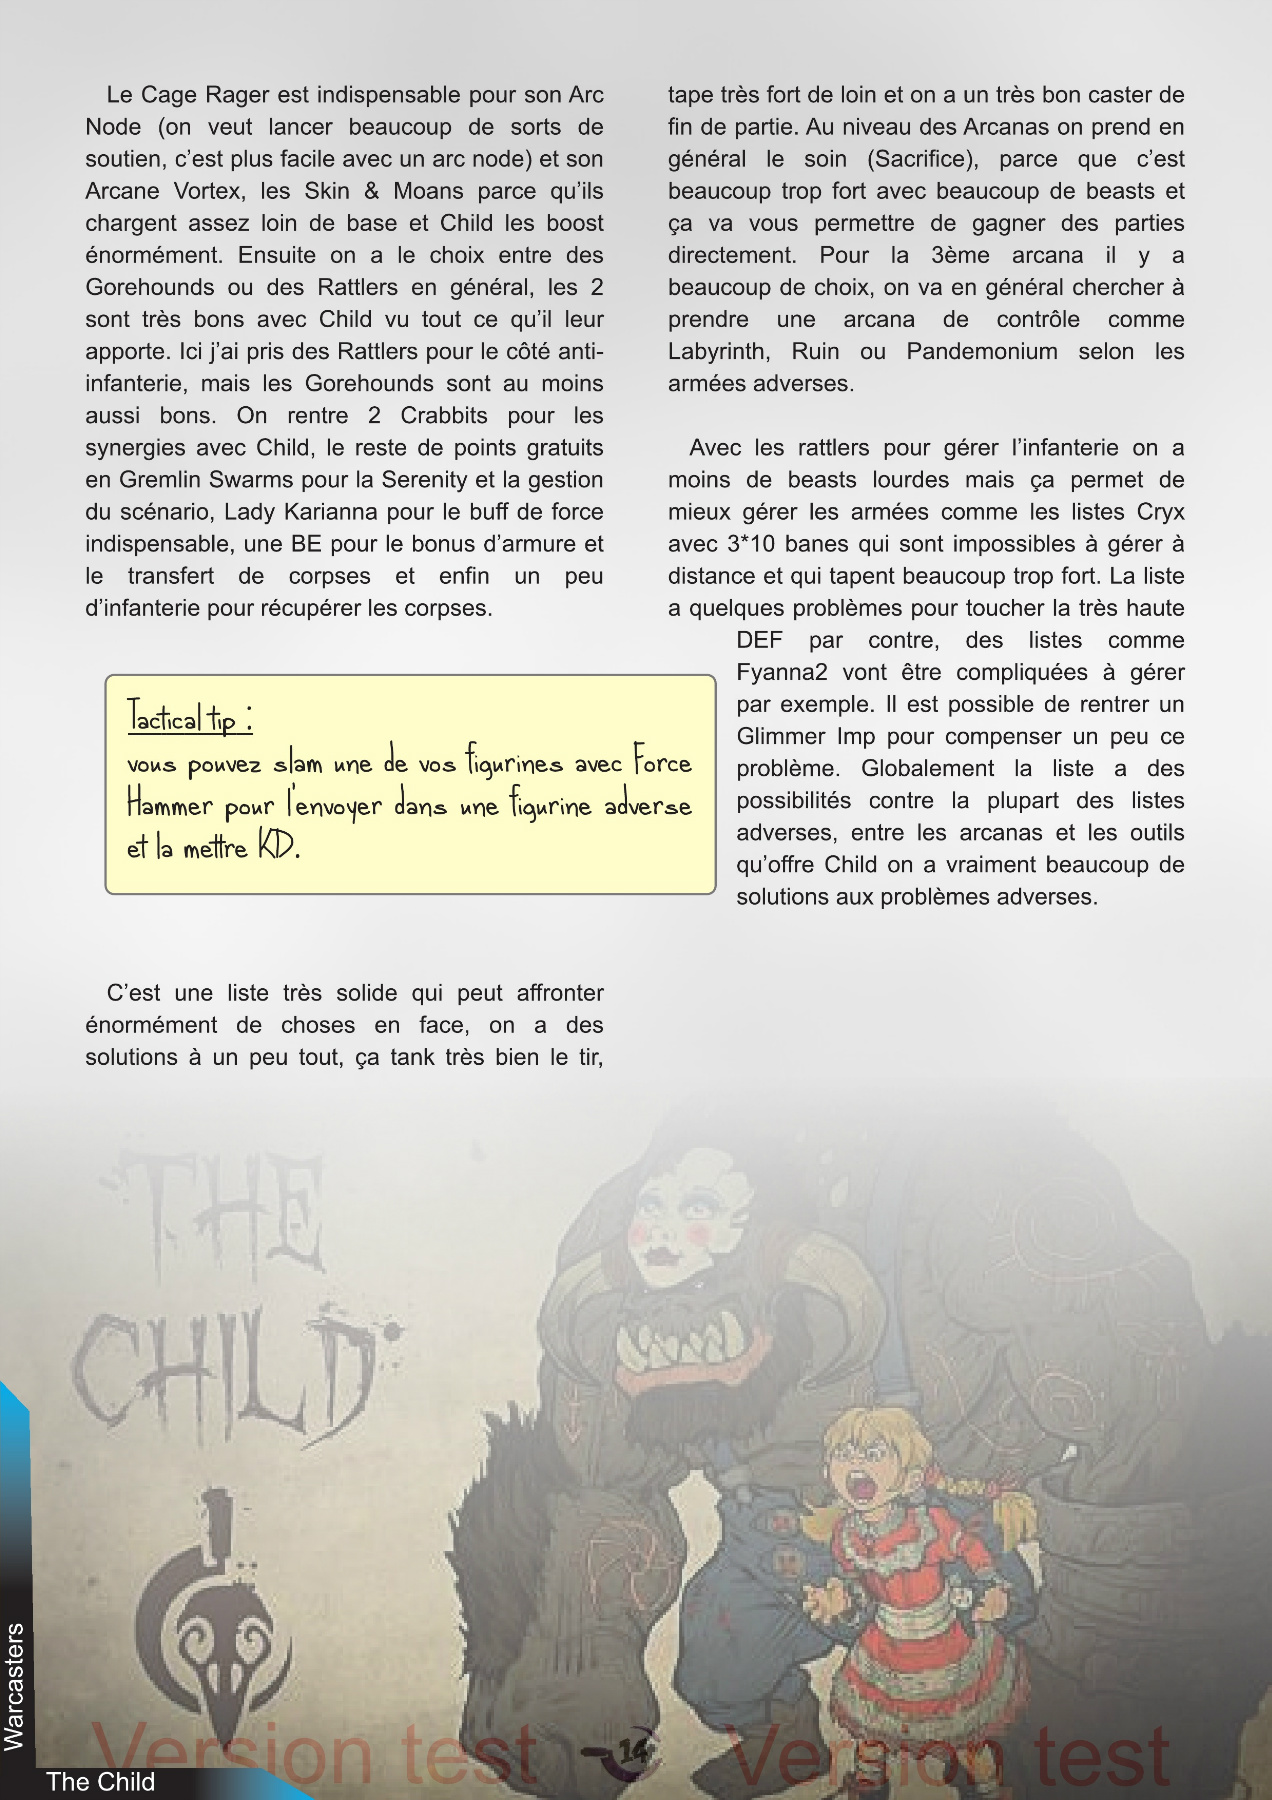 Le Cage Rager est indispensable pour son Arc
Node (on veut lancer beaucoup de sorts de
soutien, c’est plus facile avec un arc node) et son
Arcane Vortex, les Skin & Moans parce qu’ils
chargent assez loin de base et Child les boost
énormément. Ensuite on a le choix entre des
Gorehounds ou des Rattlers en général, les 2
sont très bons avec Child vu tout ce qu’il leur
apporte. Ici j’ai pris des Rattlers pour le côté anti-
infanterie, mais les Gorehounds sont au moins
aussi bons. On rentre 2 Crabbits pour les
synergies avec Child, le reste de points gratuits
en Gremlin Swarms pour la Serenity et la gestion
du scénario, Lady Karianna pour le buff de force
indispensable, une BE pour le bonus d’armure et
le transfert de corpses et enfin un peu
d’infanterie pour récupérer les corpses.
Tactical tip :
vous pouvez slam une de vos figurines avec Force
Hammer pour l'envoyer dans une figurine adverse
et la mettre KD.
C’est une liste très solide qui peut affronter
énormément de choses en face, on a des
solutions à un peu tout, ça tank très bien le tir,
tape très fort de loin et on a un très bon caster de
fin de partie. Au niveau des Arcanas on prend en
général le soin (Sacrifice), parce que c’est
beaucoup trop fort avec beaucoup de beasts et
ça va vous permettre de gagner des parties
directement. Pour la 3ème arcana il y a
beaucoup de choix, on va en général chercher à
prendre une arcana de contrôle comme
Labyrinth, Ruin ou Pandemonium selon les
armées adverses.
Avec les rattlers pour gérer l’infanterie on a
moins de beasts lourdes mais ça permet de
mieux gérer les armées comme les listes Cryx
avec 3*10 banes qui sont impossibles à gérer à
distance et qui tapent beaucoup trop fort. La liste
a quelques problèmes pour toucher la très haute
DEF par contre, des listes comme
Fyanna2 vont être compliquées à gérer
par exemple. Il est possible de rentrer un
Glimmer Imp pour compenser un peu ce
problème. Globalement la liste a des
possibilités contre la plupart des listes
adverses, entre les arcanas et les outils
qu’offre Child on a vraiment beaucoup de
solutions aux problèmes adverses.
THE
CHILD
Warcasters
The Child
Version test
14
Version test